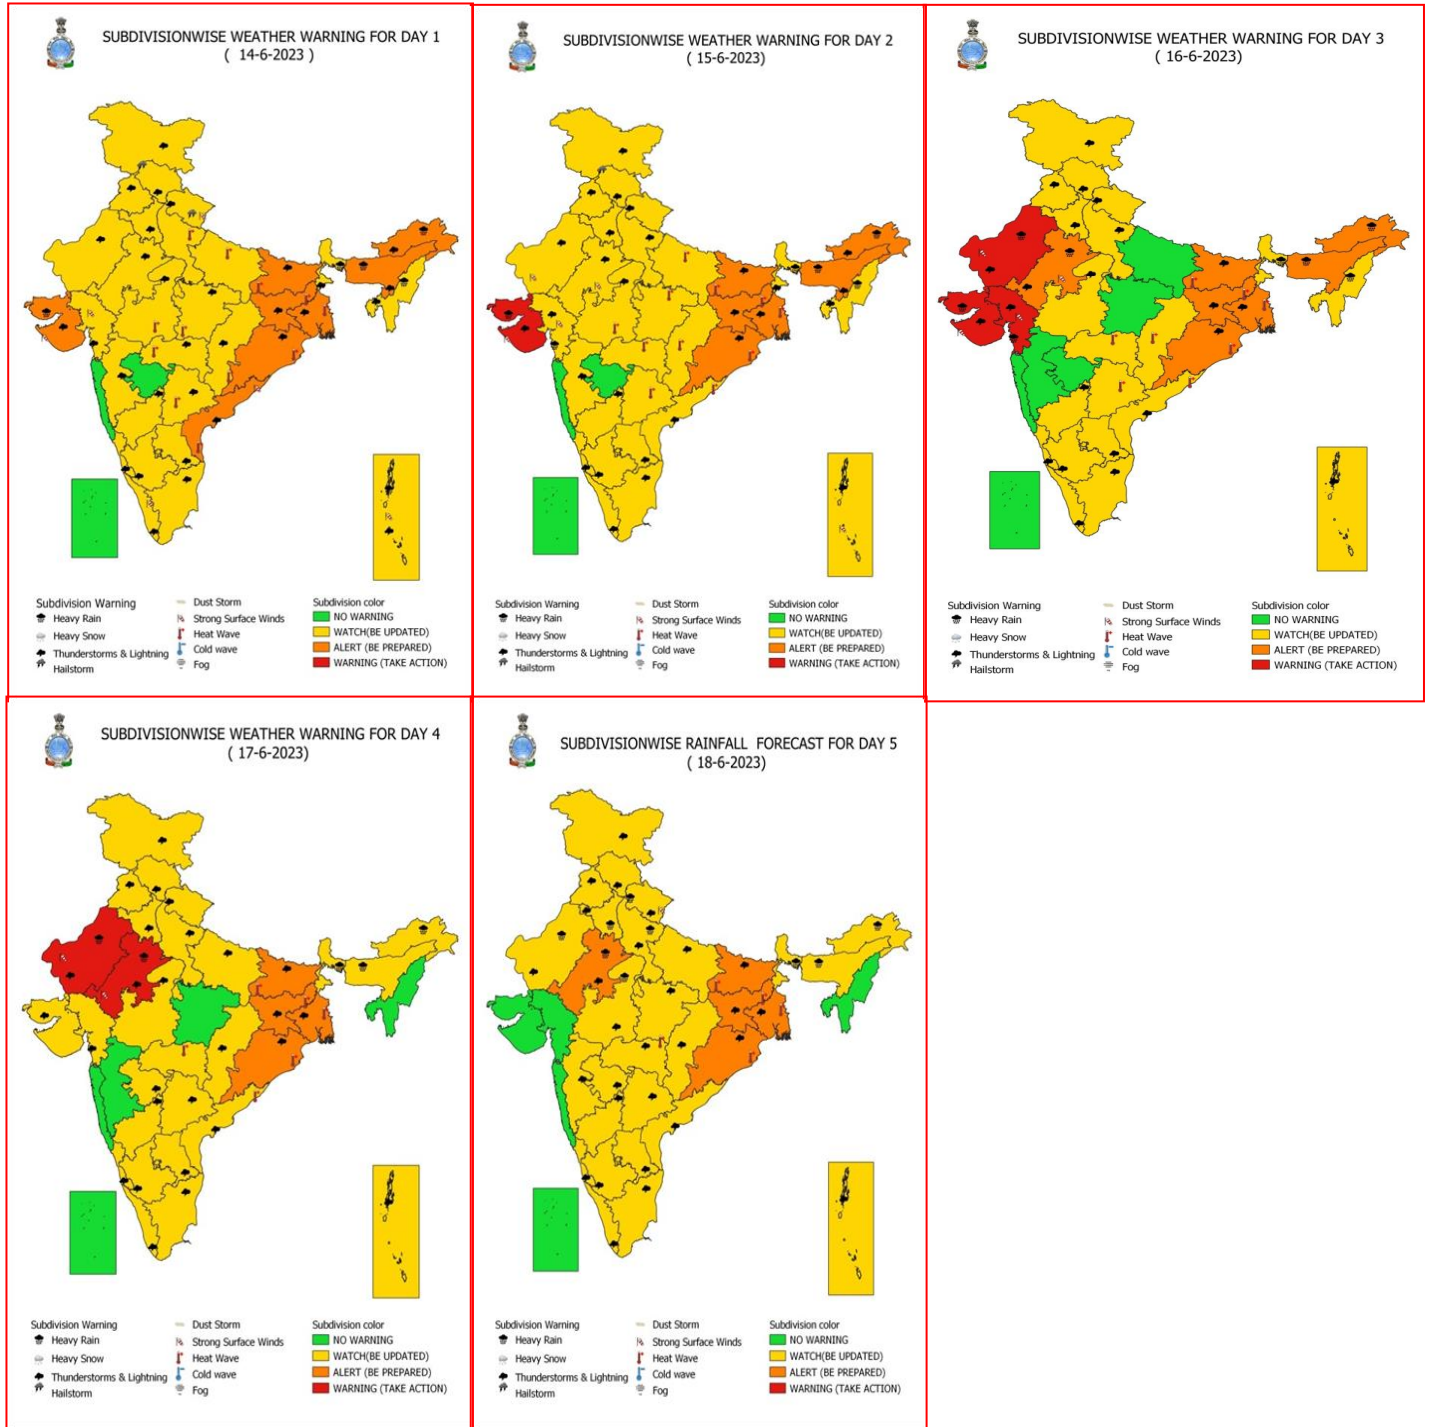 SUBDIVISIONWISE WEATHER WARNING FOR DAY 1
( 14-6-2023 )
Subdivision Warning
Heavy Rain
Heavy Snow
Thunderstorms & Lightning
Hailstorm
Dust Storm
Strong Surface Winds
Heat Wave
Cold wave
Fog
Subdivision color
NO WARNING
WATCH(BE UPDATED)
ALERT (BE PREPARED)
WARNING (TAKE ACTION)
SUBDIVISIONWISE WEATHER WARNING FOR DAY 2
( 15-6-2023)
Subdivision Warning
Heavy Rain
Heavy Snow
Thunderstorms & Lightning
Hailstorm
Dust Storm
Strong Surface Winds
Heat Wave
Cold wave
Fog
Subdivision color
NO WARNING
WATCH(BE UPDATED)
ALERT (BE PREPARED)
WARNING (TAKE ACTION)
SUBDIVISIONWISE WEATHER WARNING FOR DAY 3
( 16-6-2023)
Subdivision Warning
Heavy Rain
Heavy Snow
Thunderstorms & Lightning
Hailstorm
Dust Storm
Strong Surface Winds
Heat Wave
Cold wave
Fog
Subdivision color
NO WARNING
WATCH(BE UPDATED)
ALERT (BE PREPARED)
WARNING (TAKE ACTION)
SUBDIVISIONWISE WEATHER WARNING FOR DAY 4
( 17-6-2023)
Subdivision Warning
Heavy Rain
Heavy Snow
Thunderstorms & Lightning
Hailstorm
Dust Storm
Strong Surface Winds
Heat Wave
Cold wave
Fog
Subdivision color
NO WARNING
WATCH(BE UPDATED)
ALERT (BE PREPARED)
WARNING (TAKE ACTION)
SUBDIVISIONWISE RAINFALL FORECAST FOR DAY 5
( 18-6-2023)
Subdivision Warning
Heavy Rain
Heavy Snow
Thunderstorms & Lightning
Hailstorm
Dust Storm
Strong Surface Winds
Heat Wave
Cold wave
Fog
Subdivision color
NO WARNING
WATCH(BE UPDATED)
ALERT (BE PREPARED)
WARNING (TAKE ACTION)